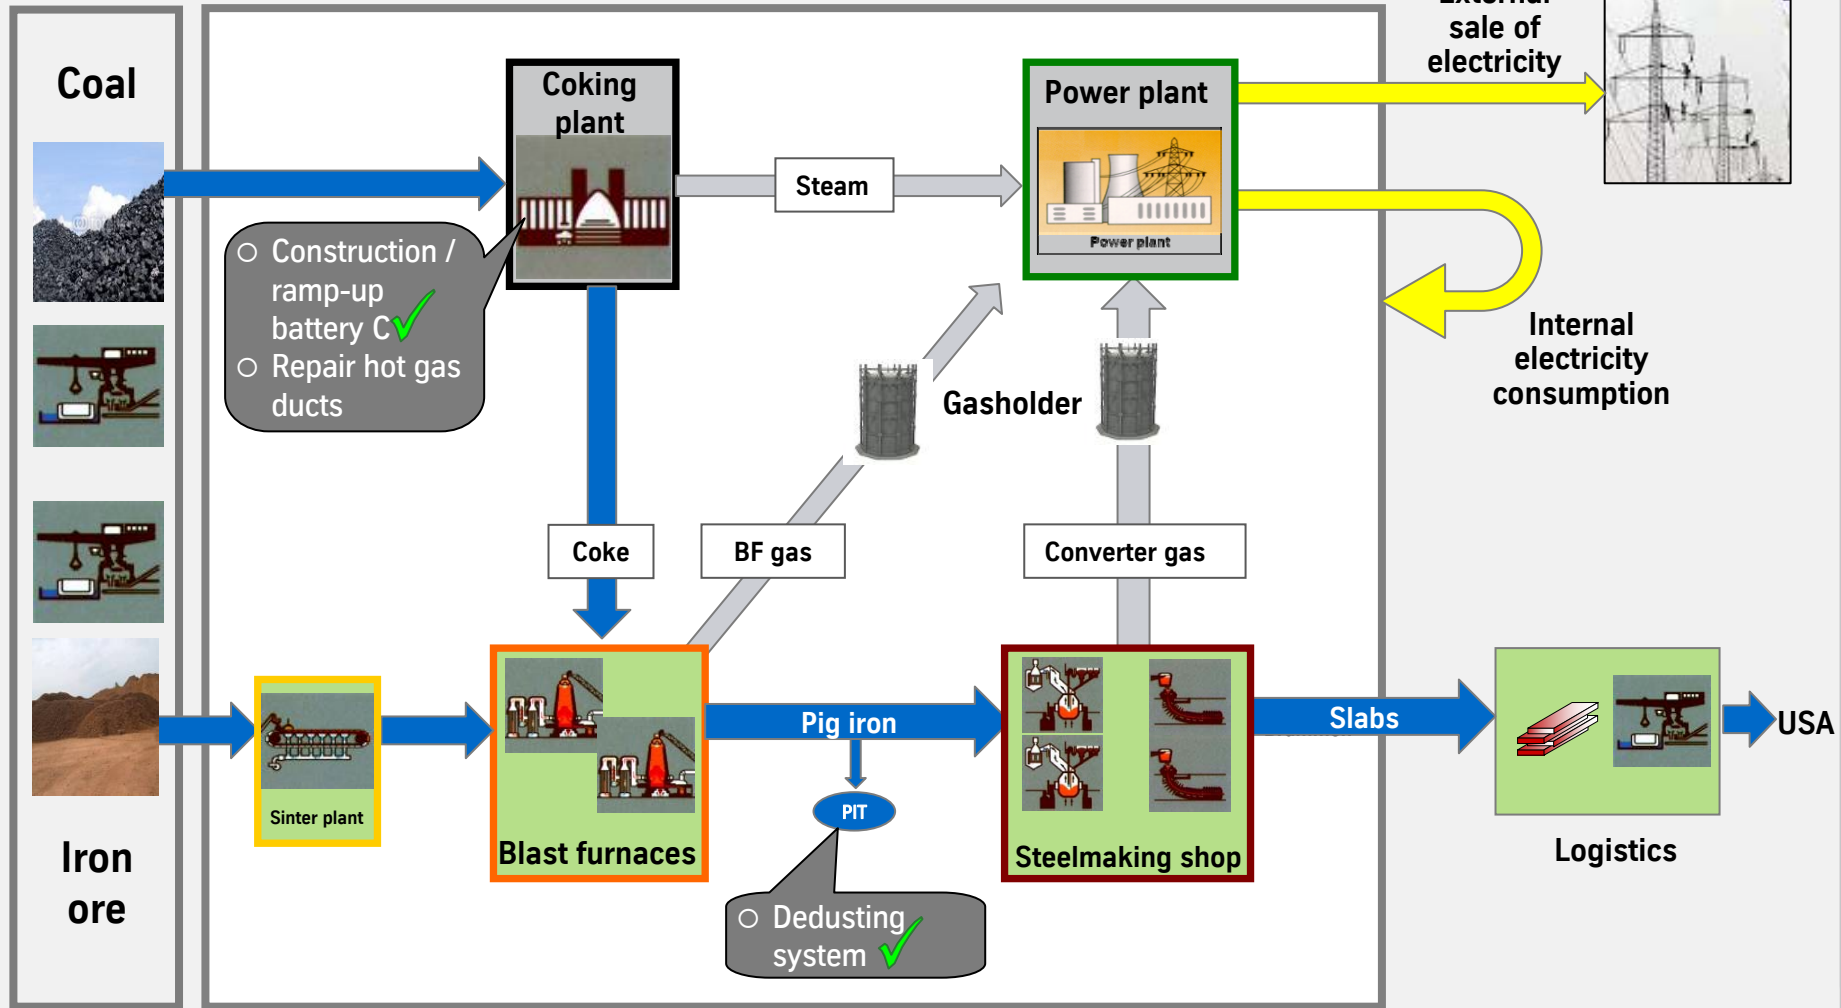 External
sale of
electricity
Coal
Coking
plant
Power plant
Steam
Power plant
○ Construction /
ramp-up
battery C
○ Repair hot gas
ducts
Internal
electricity
consumption
Gasholder
Coke
BF gas
Converter gas
Pig iron
Slabs
USA
PIT
Sinter plant
Blast furnaces
Steelmaking shop
Logistics
Iron
ore
○ Dedusting
system